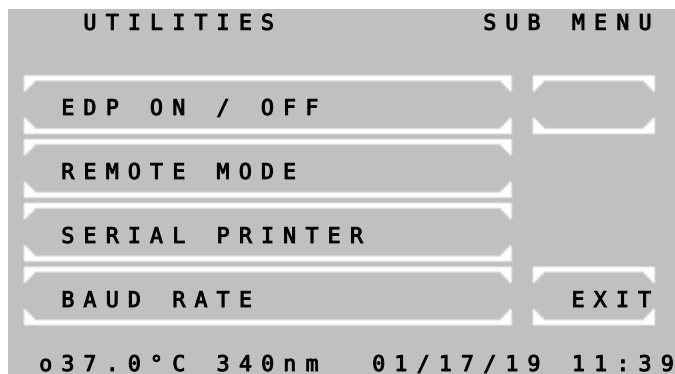 UTILITIES SUB MENU
EDP ON / OFF
REMOTE MODE
SERIAL PRINTER
BAUD RATE EXIT
o37.0°C 340nm 01/17/19 11:39